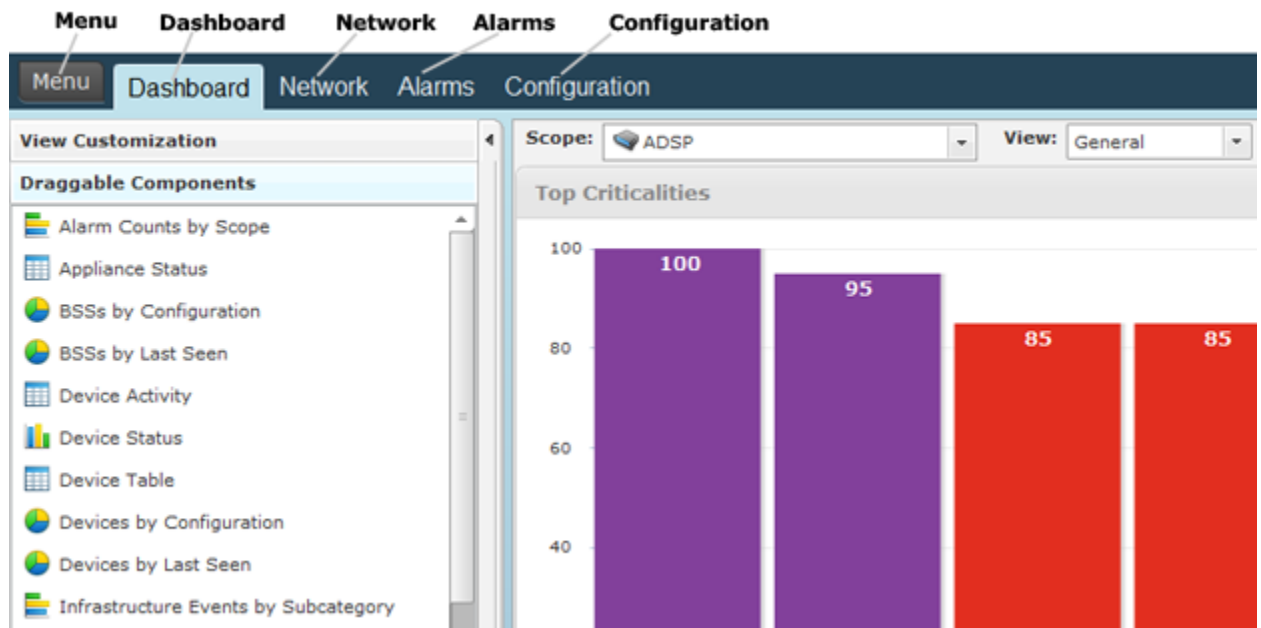 Menu Dashboard Network Alarms Configuration
Menu Dashboard Network Alarms Configuration
View Customization
Scope: ADSP View: General
Draggable Components
Top Criticalities
Alarm Counts by Scope
Appliance Status
BSSs by Configuration
BSSs by Last Seen
Device Activity
Device Status
Device Table
Devices by Configuration
Devices by Last Seen
Infrastructure Events by Subcategory
100
80
60
40
100
95
85
85